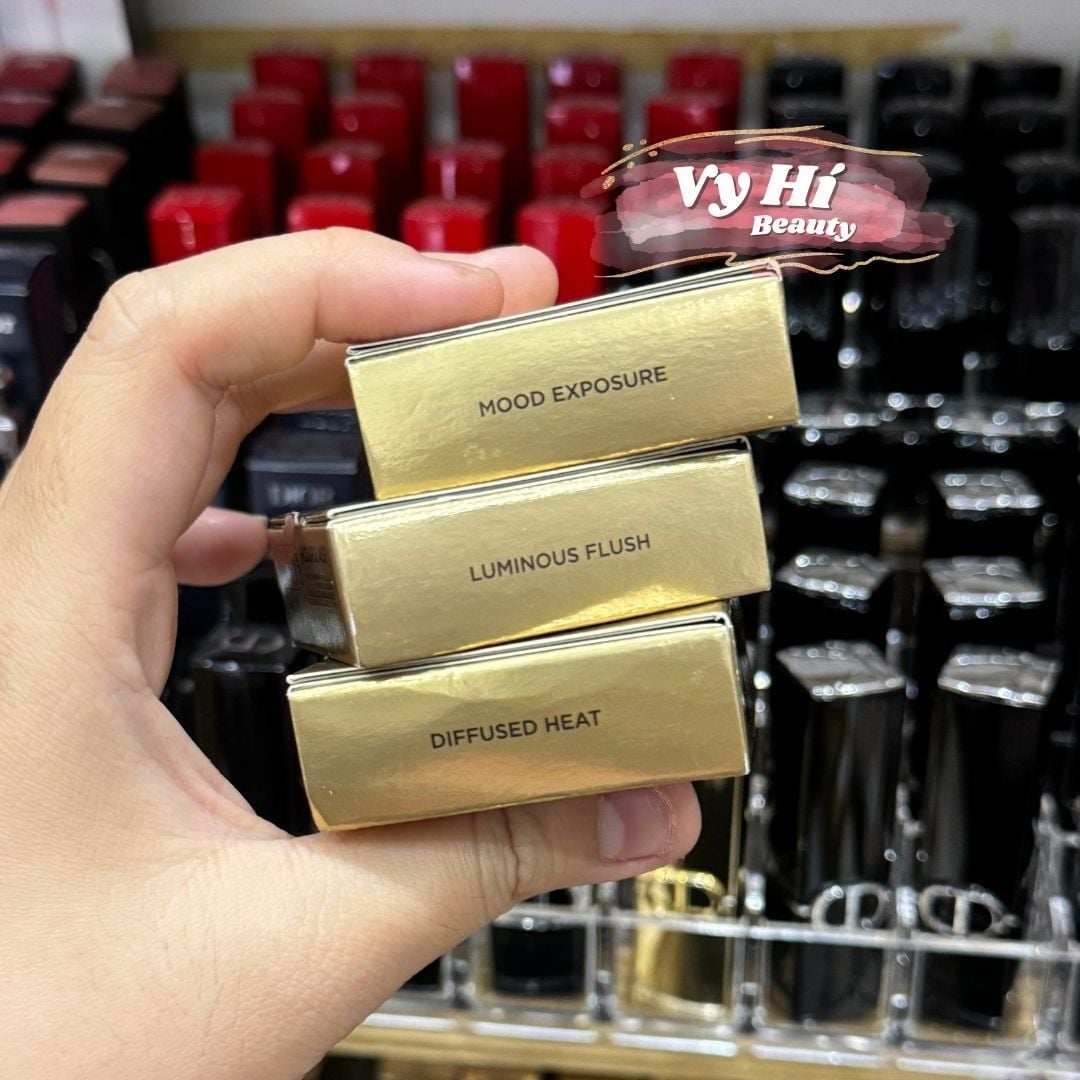 Vy Hí
Beauty
MOOD EXPOSURE
LUMINOUS FLUSH
DIFFUSED HEAT